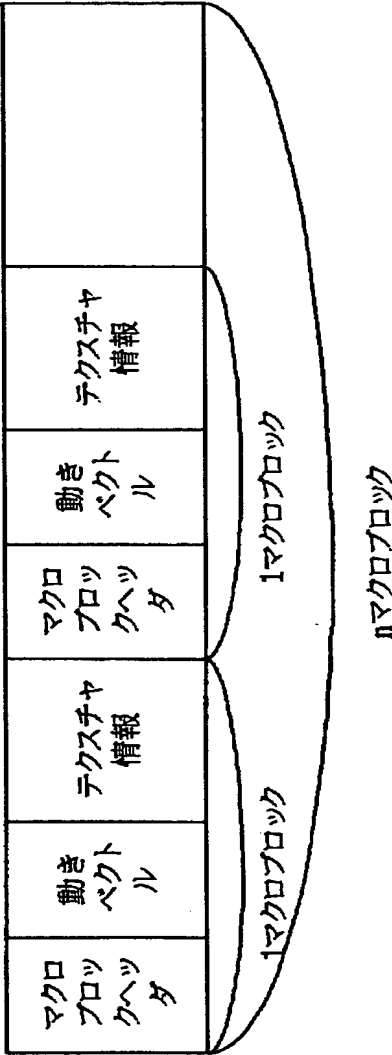 マクロ
ブロッ
クヘッ
ダ
動き
ベクト
ル
テクスチャ
情報
マクロ
ブロッ
クヘッ
ダ
動き
ベクト
ル
テクスチャ
情報
1マクロブロック
1マクロブロック
nマクロブロック